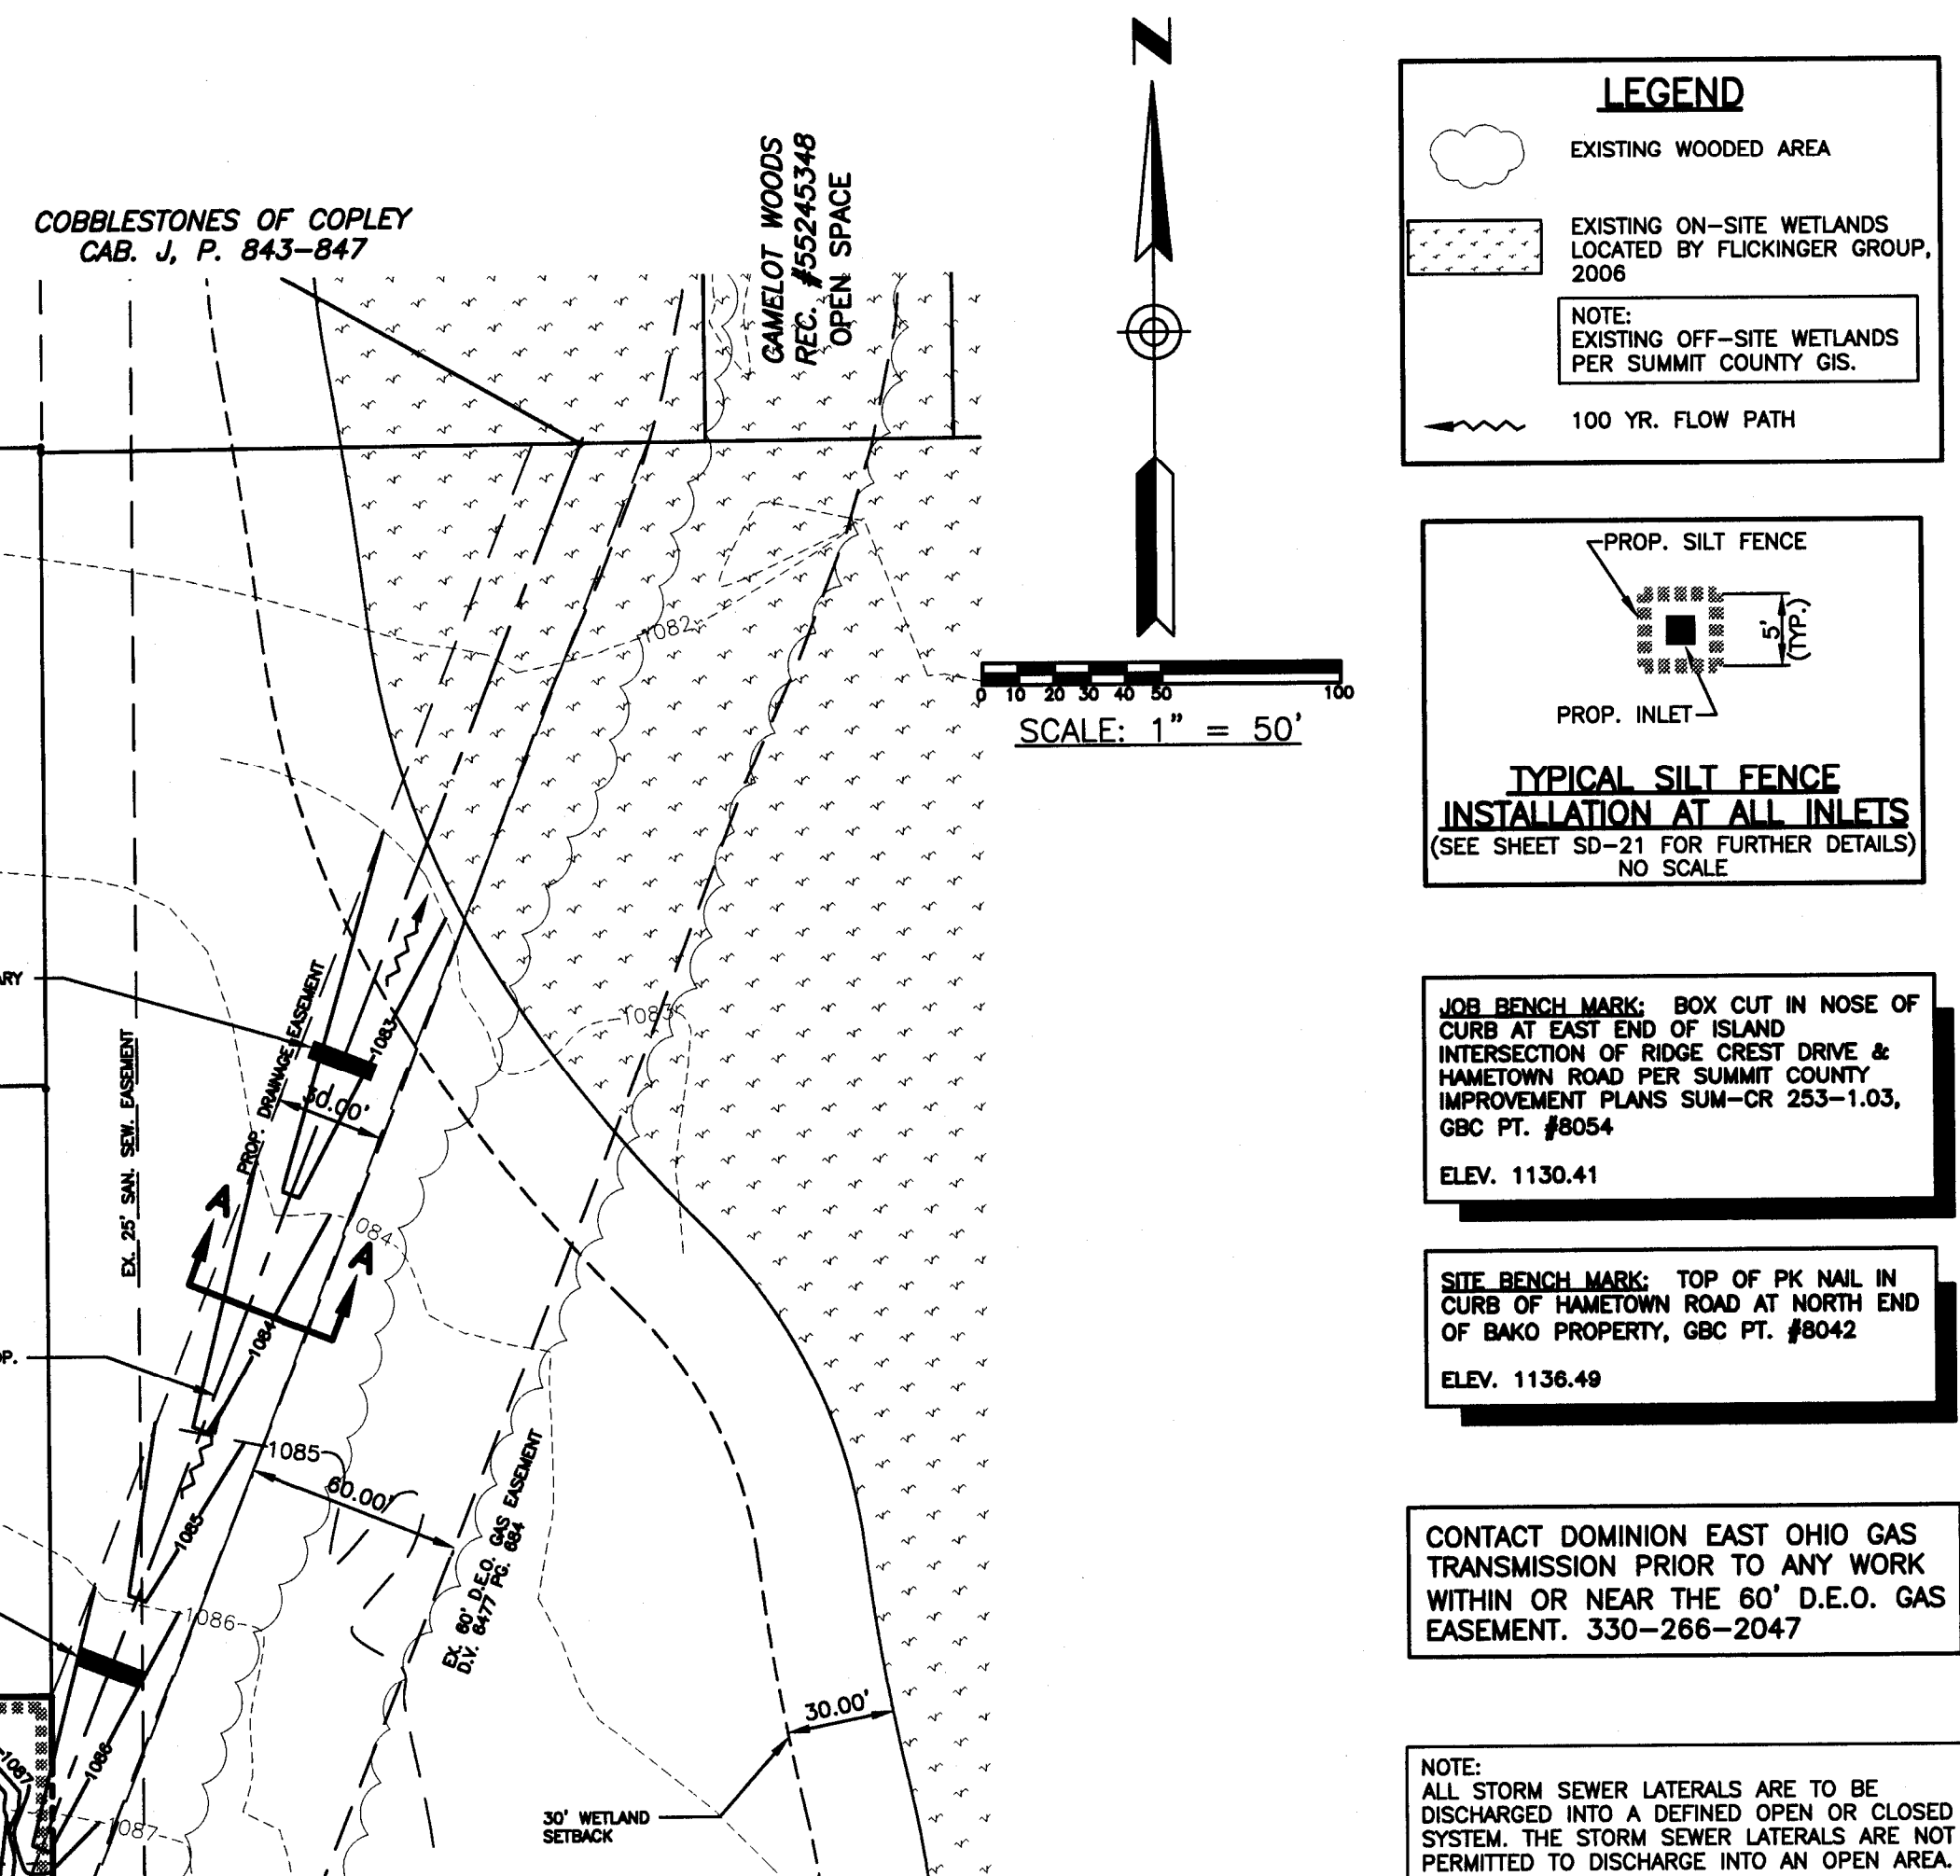 N
COBBLESTONES OF COPLEY
CAB. J, P. 843-847
CAMELOT WOODS
REC. #55245348
OPEN SPACE
LEGEND
EXISTING WOODED AREA
EXISTING ON-SITE WETLANDS
LOCATED BY FLICKINGER GROUP,
2006
NOTE:
EXISTING OFF-SITE WETLANDS
PER SUMMIT COUNTY GIS.
100 YR. FLOW PATH
PROP. SILT FENCE
5'
(TYP.)
PROP. INLET
TYPICAL SILT FENCE
INSTALLATION AT ALL INLETS
(SEE SHEET SD-21 FOR FURTHER DETAILS)
NO SCALE
0 10 20 30 40 50 100
SCALE: 1" = 50'
1082
1083
1083
PROP. DRAINAGE EASEMENT
EX. 25' SAN. SEW. EASEMENT
A
A
084
1084
1085
60.00'
1085
EX. 60' D.E.O. GAS EASEMENT
D.V. 6477 PG. 684
1086
1086
1087
1087
30.00'
30' WETLAND
SETBACK
JOB BENCH MARK: BOX CUT IN NOSE OF
CURB AT EAST END OF ISLAND
INTERSECTION OF RIDGE CREST DRIVE &
HAMETOWN ROAD PER SUMMIT COUNTY
IMPROVEMENT PLANS SUM-CR 253-1.03,
GBC PT. #8054
ELEV. 1130.41
SITE BENCH MARK: TOP OF PK NAIL IN
CURB OF HAMETOWN ROAD AT NORTH END
OF BAKO PROPERTY, GBC PT. #8042
ELEV. 1136.49
CONTACT DOMINION EAST OHIO GAS
TRANSMISSION PRIOR TO ANY WORK
WITHIN OR NEAR THE 60' D.E.O. GAS
EASEMENT. 330-266-2047
NOTE:
ALL STORM SEWER LATERALS ARE TO BE
DISCHARGED INTO A DEFINED OPEN OR CLOSED
SYSTEM. THE STORM SEWER LATERALS ARE NOT
PERMITTED TO DISCHARGE INTO AN OPEN AREA.